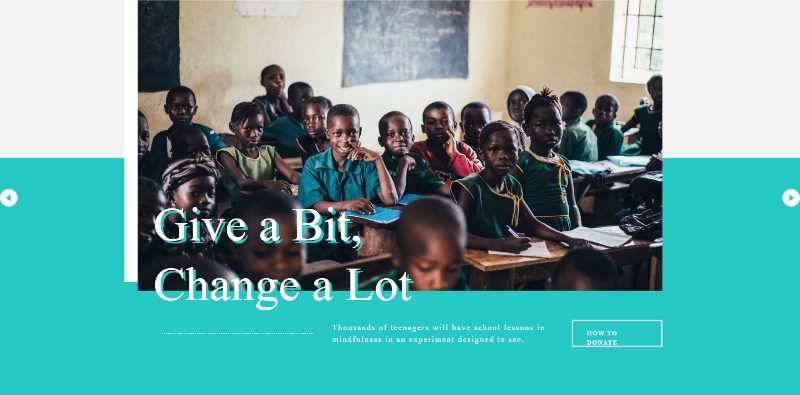 Give a Bit,
Change a Lot
Thousands of teenagers will have school lessons in
mindfulness in an experiment designed to see.
HOW TO
DONATE